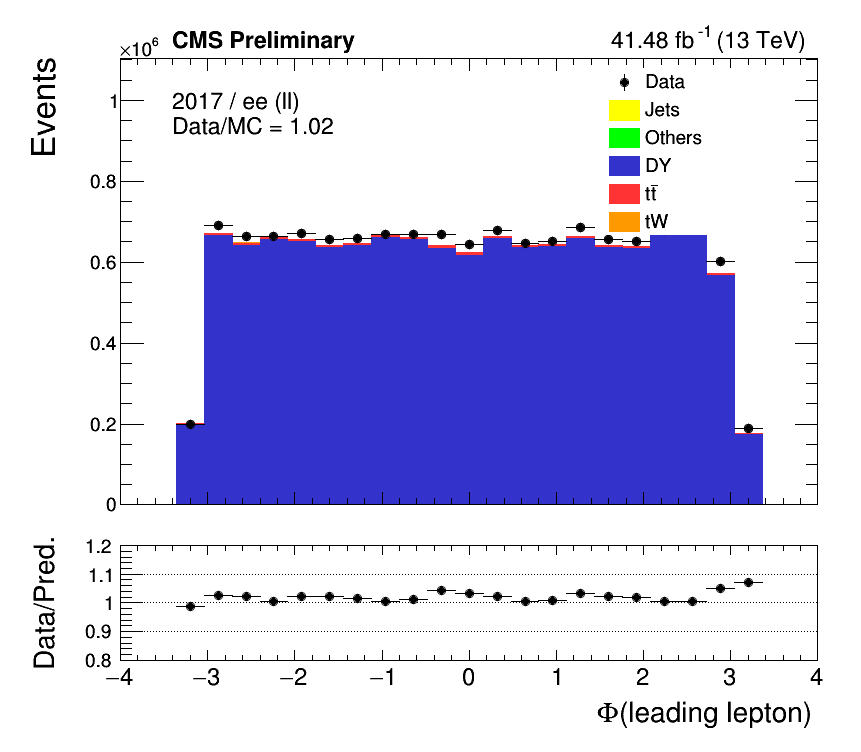 ×10⁶ CMS Preliminary 41.48 fb⁻¹ (13 TeV)
Events
2017 / ee (ll)
Data/MC = 1.02
Data
Jets
Others
DY
tt̄
tW
1
0.8
0.6
0.4
0.2
0
Data/Pred.
1.2
1.1
1
0.9
0.8
−4 −3 −2 −1 0 1 2 3 4
Φ(leading lepton)